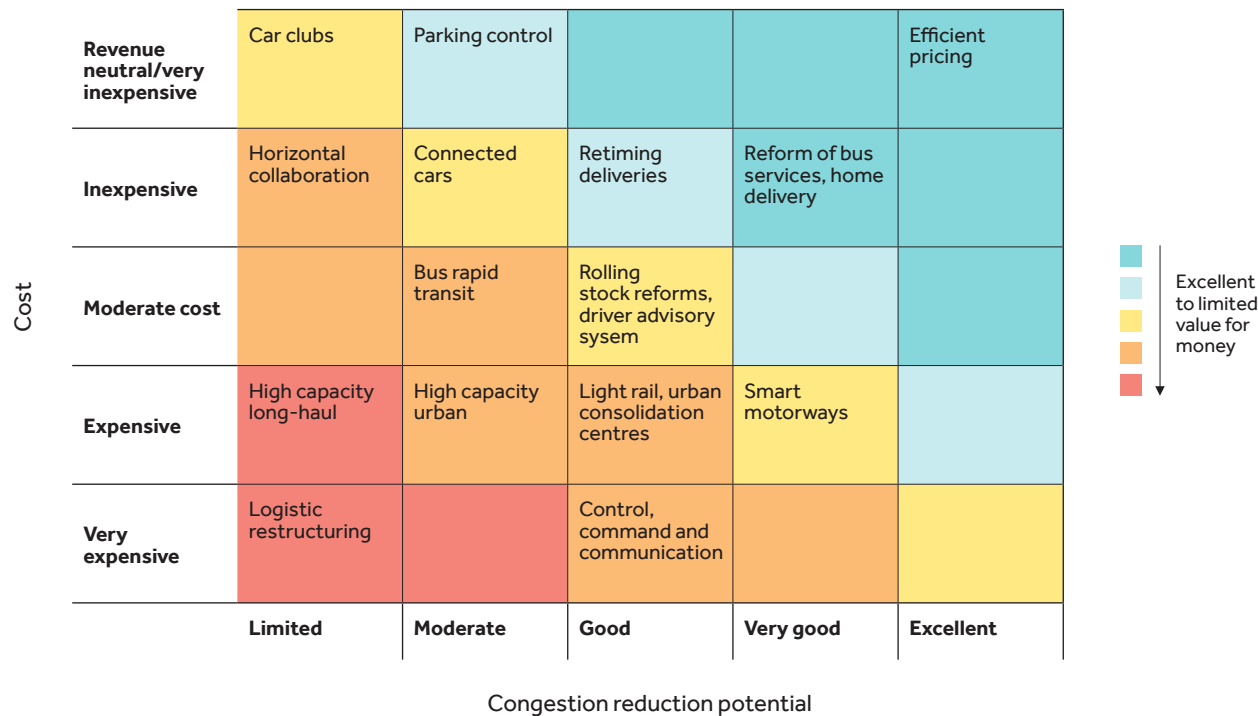 Cost
Revenue
neutral/very
inexpensive
Car clubs
Parking control
Efficient
pricing
Inexpensive
Horizontal
collaboration
Connected
cars
Retiming
deliveries
Reform of bus
services, home
delivery
Moderate cost
Bus rapid
transit
Rolling
stock reforms,
driver advisory
sysem
Expensive
High capacity
long-haul
High capacity
urban
Light rail, urban
consolidation
centres
Smart
motorways
Very
expensive
Logistic
restructuring
Control,
command and
communication
Limited
Moderate
Good
Very good
Excellent
Congestion reduction potential
Excellent
to limited
value for
money